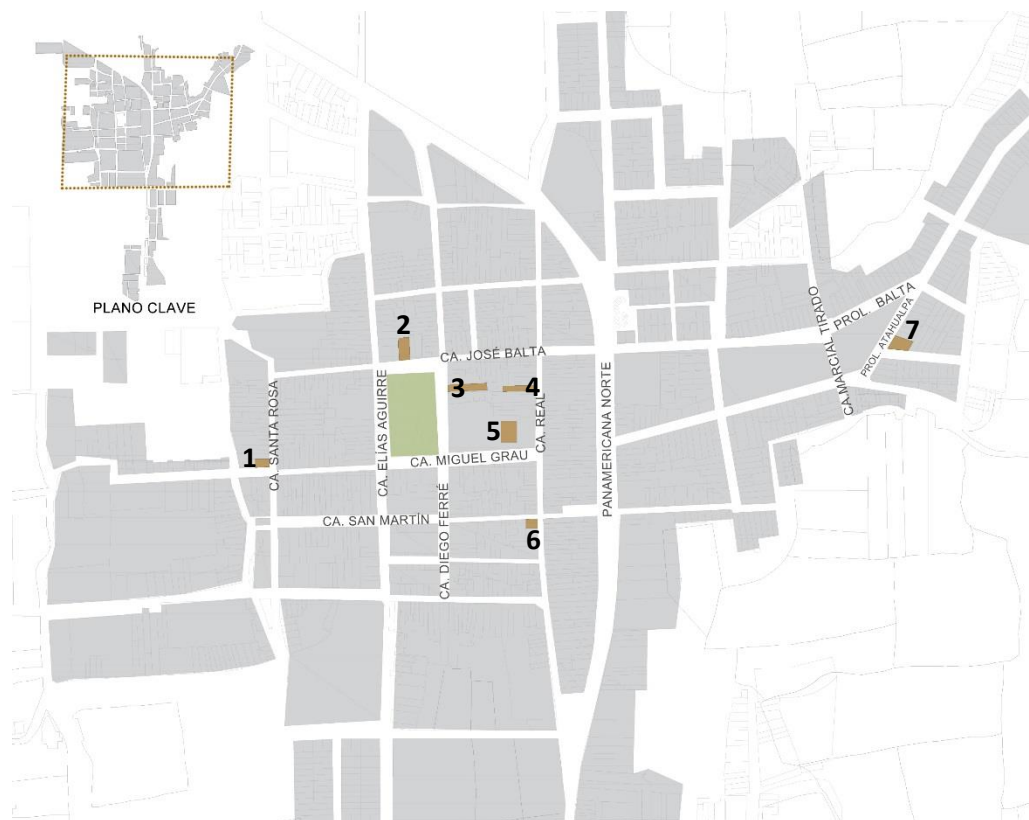 PLANO CLAVE
2
CA. JOSÉ BALTA
3
4
CA. SANTA ROSA
CA. ELÍAS AGUIRRE
5
CA. REAL
1
CA. MIGUEL GRAU
CA. SAN MARTÍN
CA. DIEGO FERRÉ
6
PANAMERICANA NORTE
CA.MARCIAL TIRADO
PROL. BALTA
PROL. ATAHUALPA
7